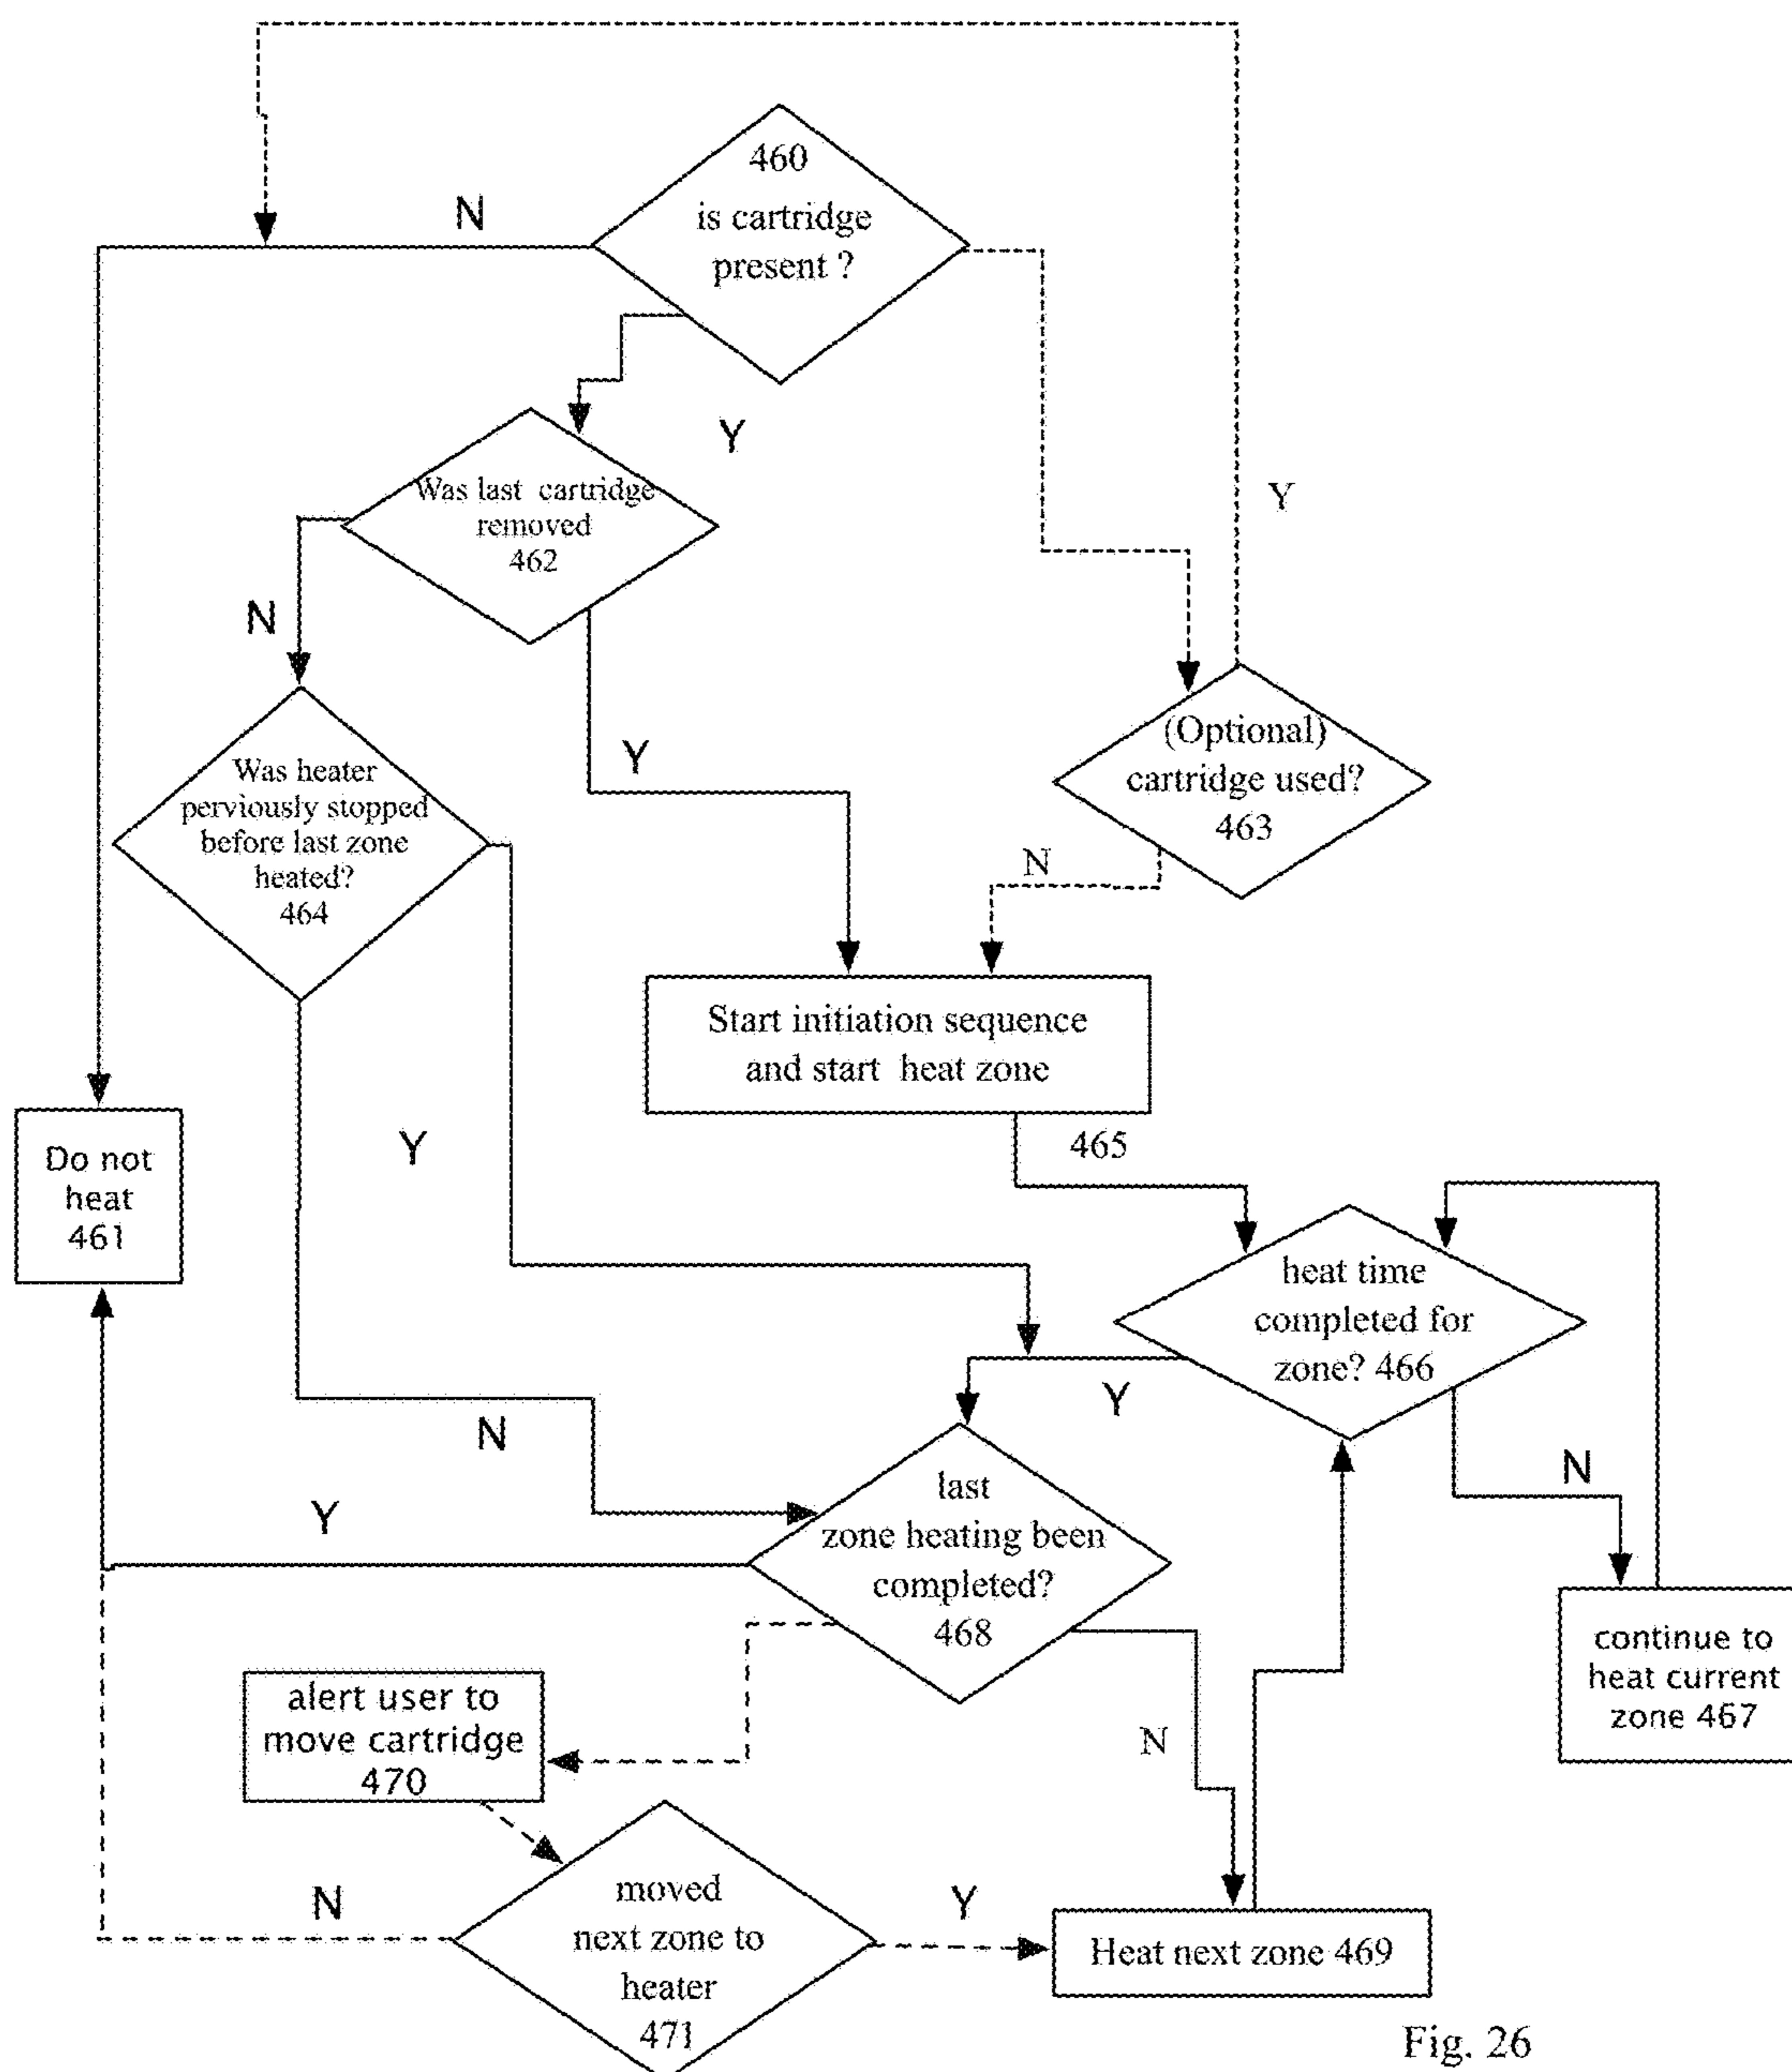 460
is cartridge
present ?
N
Y
Was last cartridge
removed
462
Y
N
Y
(Optional)
cartridge used?
463
N
Was heater
perviously stopped
before last zone
heated?
464
Start initiation sequence
and start heat zone
465
Y
Do not
heat
461
heat time
completed for
zone? 466
Y
N
N
Y
last
zone heating been
completed?
468
continue to
heat current
zone 467
alert user to
move cartridge
470
N
N
moved
next zone to
heater
471
Y
Heat next zone 469
Fig. 26